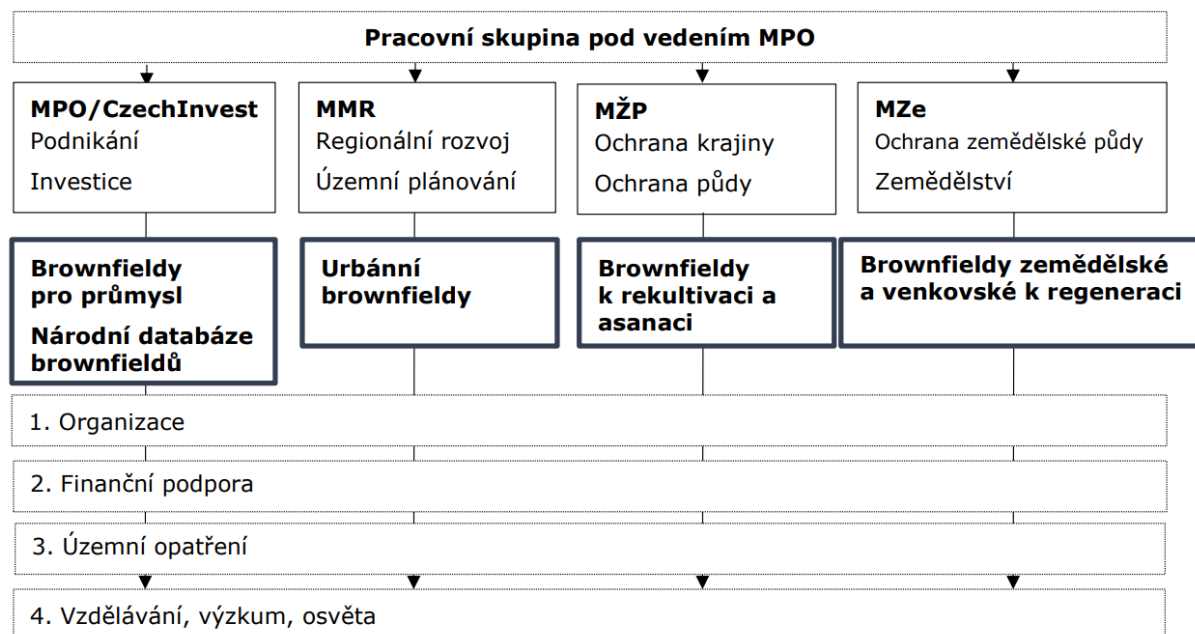 Pracovní skupina pod vedením MPO
MPO/CzechInvest
Podnikání
Investice
MMR
Regionální rozvoj
Územní plánování
MŽP
Ochrana krajiny
Ochrana půdy
MZe
Ochrana zemědělské půdy
Zemědělství
Brownfieldy
pro průmysl
Národní databáze
brownfieldů
Urbánní
brownfieldy
Brownfieldy
k rekultivaci a
asanaci
Brownfieldy zemědělské
a venkovské k regeneraci
1. Organizace
2. Finanční podpora
3. Územní opatření
4. Vzdělávání, výzkum, osvěta